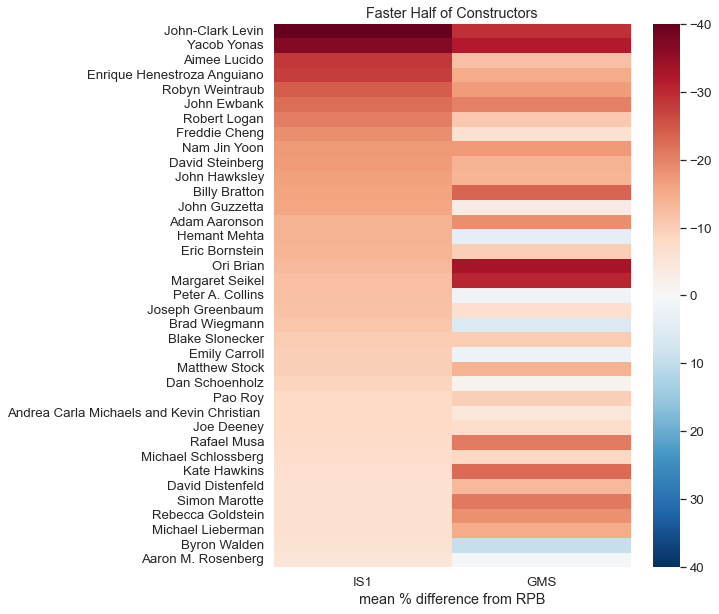 Faster Half of Constructors
John-Clark Levin
Yacob Yonas
Aimee Lucido
Enrique Henestroza Anguiano
Robyn Weintraub
John Ewbank
Robert Logan
Freddie Cheng
Nam Jin Yoon
David Steinberg
John Hawksley
Billy Bratton
John Guzzetta
Adam Aaronson
Hemant Mehta
Eric Bornstein
Ori Brian
Margaret Seikel
Peter A. Collins
Joseph Greenbaum
Brad Wiegmann
Blake Slonecker
Emily Carroll
Matthew Stock
Dan Schoenholz
Pao Roy
Andrea Carla Michaels and Kevin Christian
Joe Deeney
Rafael Musa
Michael Schlossberg
Kate Hawkins
David Distenfeld
Simon Marotte
Rebecca Goldstein
Michael Lieberman
Byron Walden
Aaron M. Rosenberg
IS1 GMS
mean % difference from RPB
−40
−30
−20
−10
0
10
20
30
40